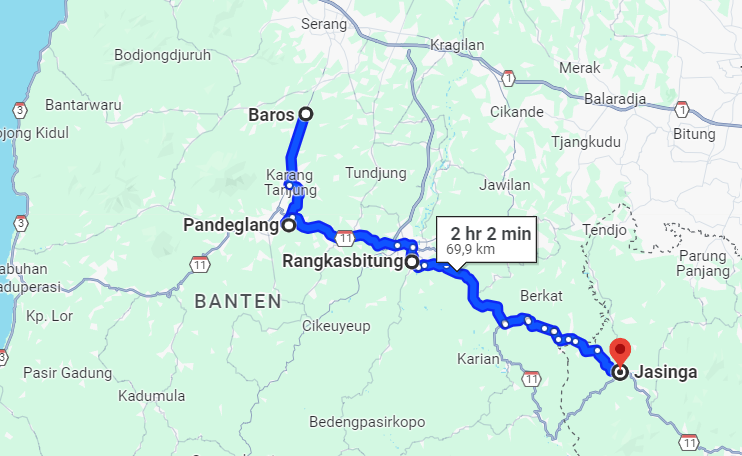 Serang
Kragilan
Bodjongdjuruh
Merak
1
Bantarwaru
3
Balaradja
1
Cikande
Baros
ojong Kidul
Bitung
Tjangkudu
Karang
Tanjung
Tundjung
Jawilan
Pandeglang
11
2 hr 2 min
69,9 km
Tendjo
Rangkasbitung
Parung
Panjang
11
abuhan
aduperasi
BANTEN
Berkat
Kp. Lor
Cikeuyeup
3
Karian
Pasir Gadung
11
Jasinga
Kadumula
Bedengpasirkopo
11